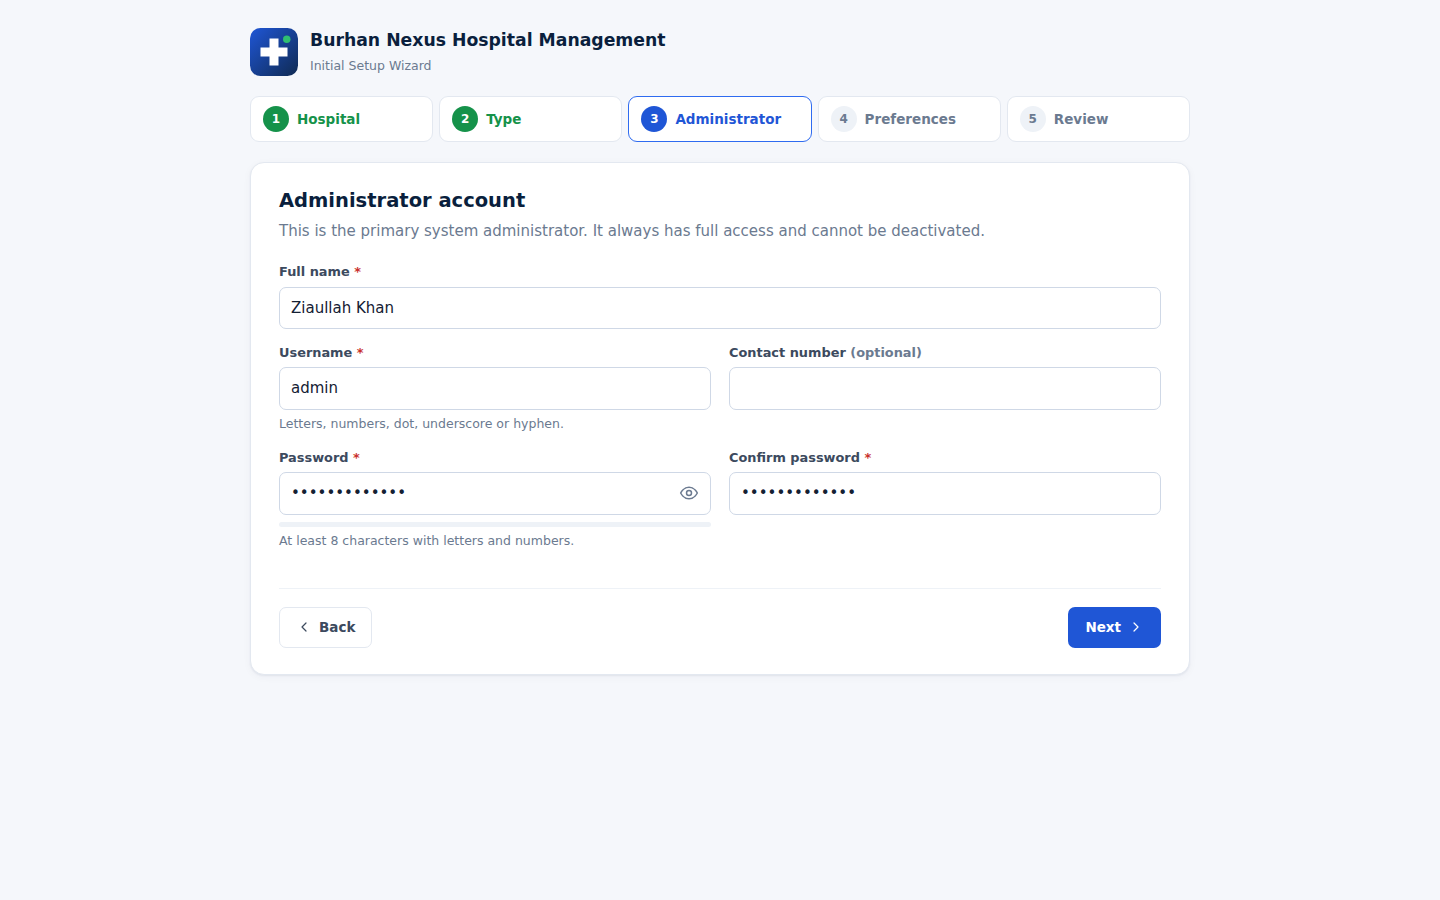 Burhan Nexus Hospital Management
Initial Setup Wizard
1 Hospital
2 Type
3 Administrator
4 Preferences
5 Review
Administrator account
This is the primary system administrator. It always has full access and cannot be deactivated.
Full name *
Ziaullah Khan
Username *
Contact number (optional)
admin
Letters, numbers, dot, underscore or hyphen.
Password *
Confirm password *
•••••••••••••
•••••••••••••
At least 8 characters with letters and numbers.
Back
Next